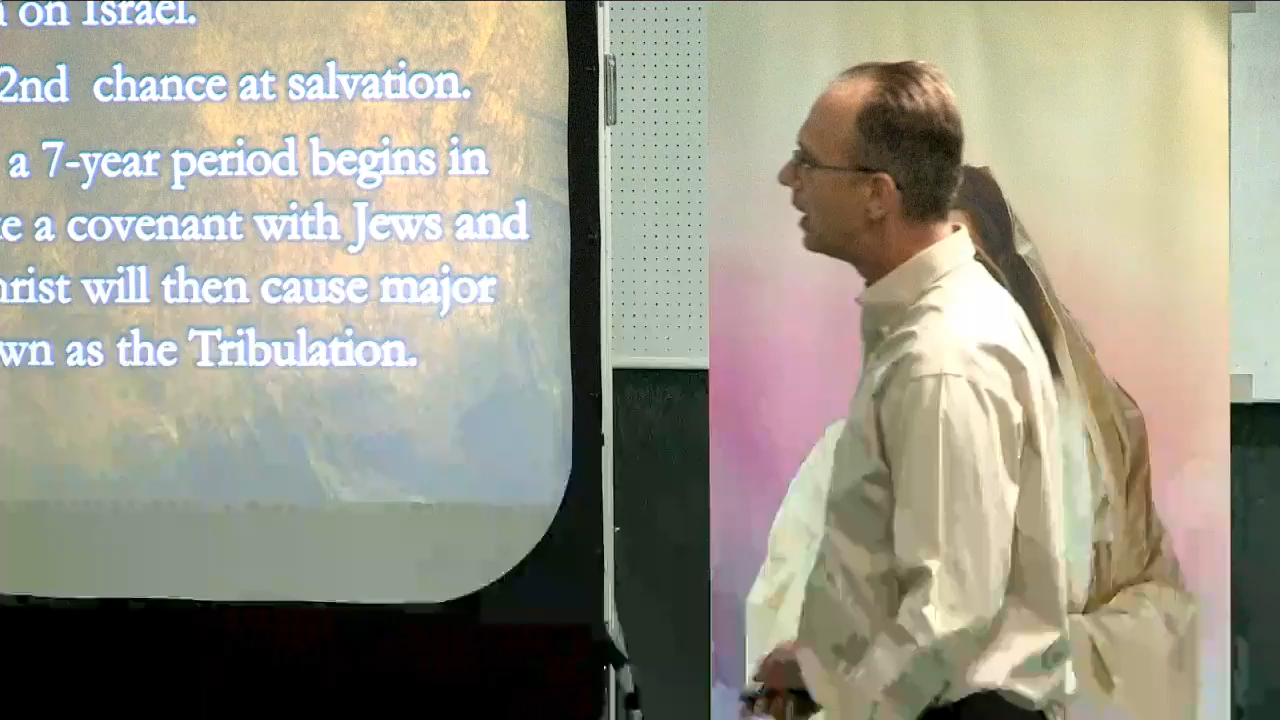 on Israel.
2nd chance at salvation.
a 7-year period begins in
a covenant with Jews and
will then cause major
as the Tribulation.